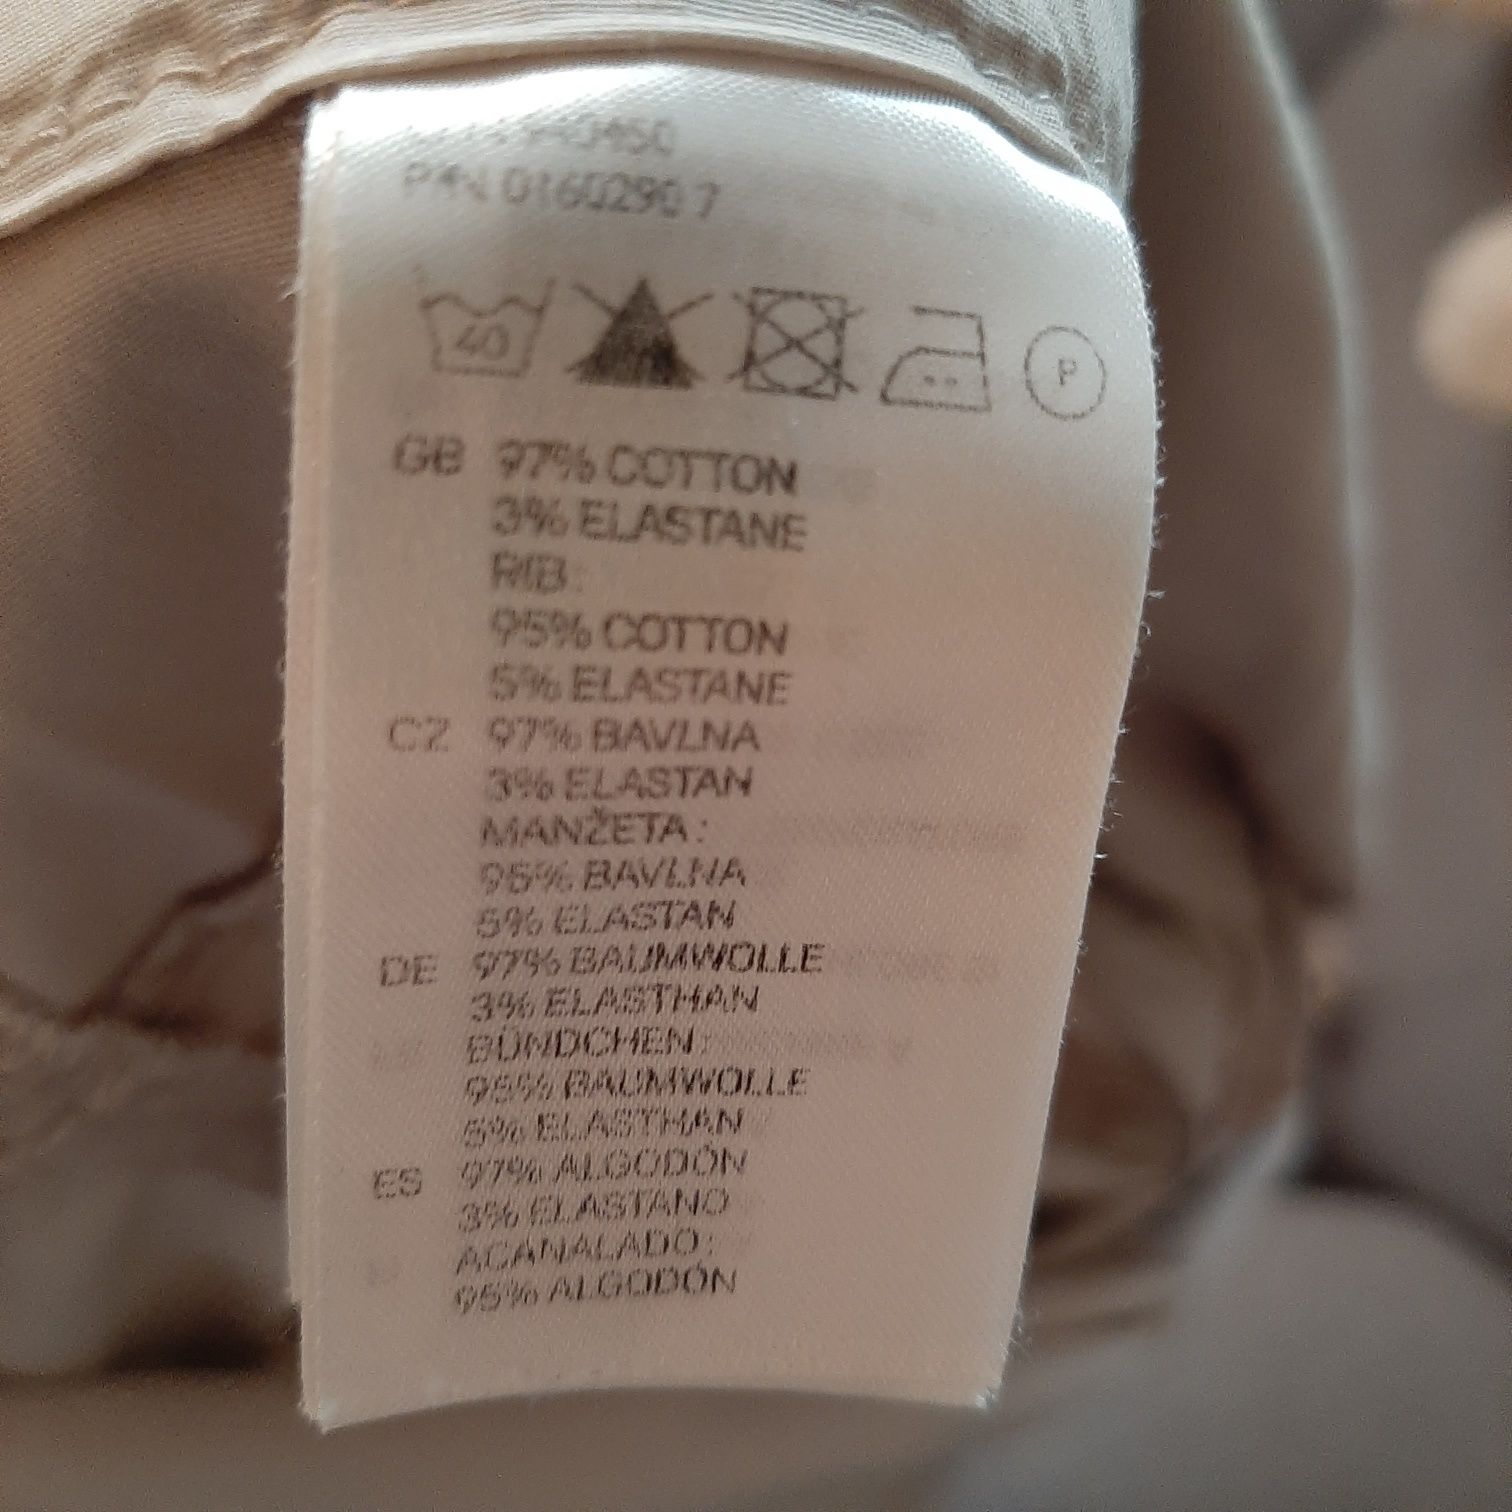 P#N 01602907
40
P
GB 97% COTTON
3% ELASTANE
RIB:
95% COTTON
5% ELASTANE
CZ 97% BAVLNA
3% ELASTAN
MANŽETA:
95% BAVLNA
5% ELASTAN
DE 97% BAUMWOLLE
3% ELASTHAN
BÜNDCHEN:
95% BAUMWOLLE
5% ELASTHAN
ES 97% ALGODÓN
3% ELASTANO
ACANALADO:
95% ALGODÓN